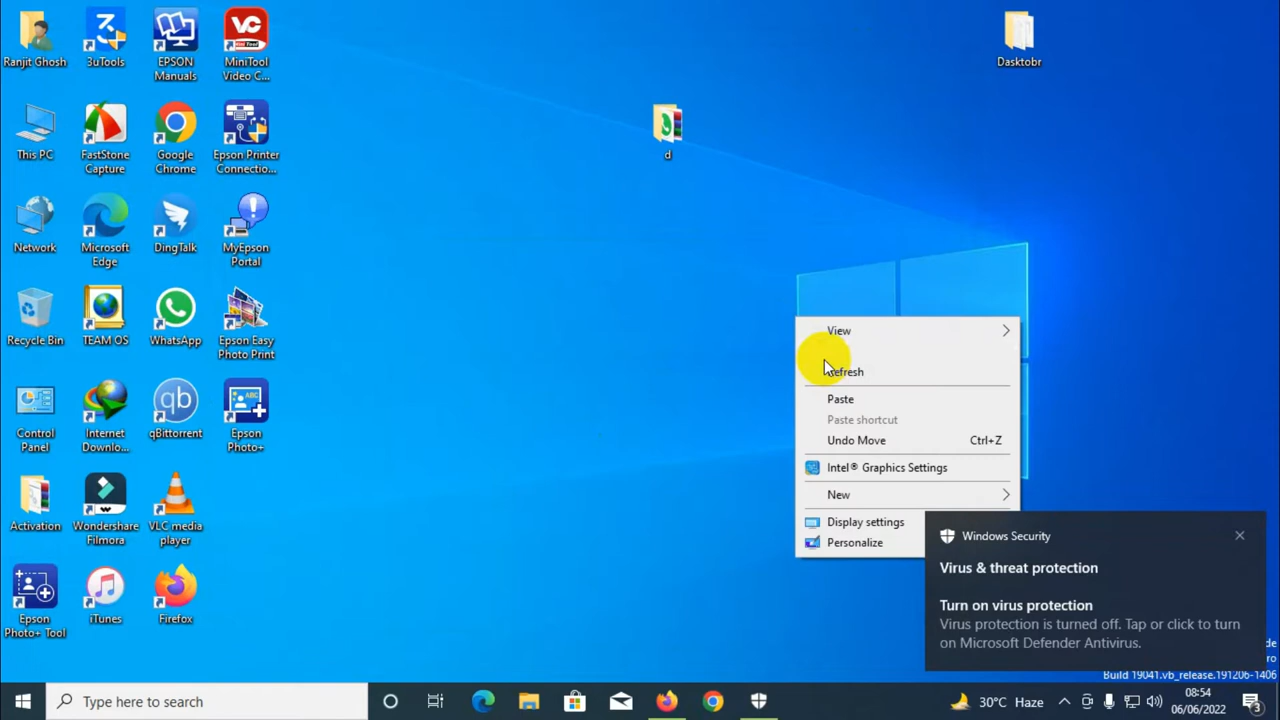 Ranjit Ghosh
3uTools
EPSON
Manuals
MiniTool
Video C...
Dasktobr
This PC
FastStone
Capture
Google
Chrome
Epson Printer
Connectio...
d
Network
Microsoft
Edge
DingTalk
MyEpson
Portal
Recycle Bin
TEAM OS
WhatsApp
Epson Easy
Photo Print
Control
Panel
Internet
Downlo...
qBittorrent
Epson
Photo+
Activation
Wondershare
Filmora
VLC media
player
Epson
Photo+ Tool
iTunes
Firefox
View
Refresh
Paste
Paste shortcut
Undo Move Ctrl+Z
Intel® Graphics Settings
New
Display settings
Personalize
Windows Security
Virus & threat protection
Turn on virus protection
Virus protection is turned off. Tap or click to turn
on Microsoft Defender Antivirus.
Build 19041.vb_release.191206-1406
Type here to search
30°C Haze
08:54
06/06/2022
3